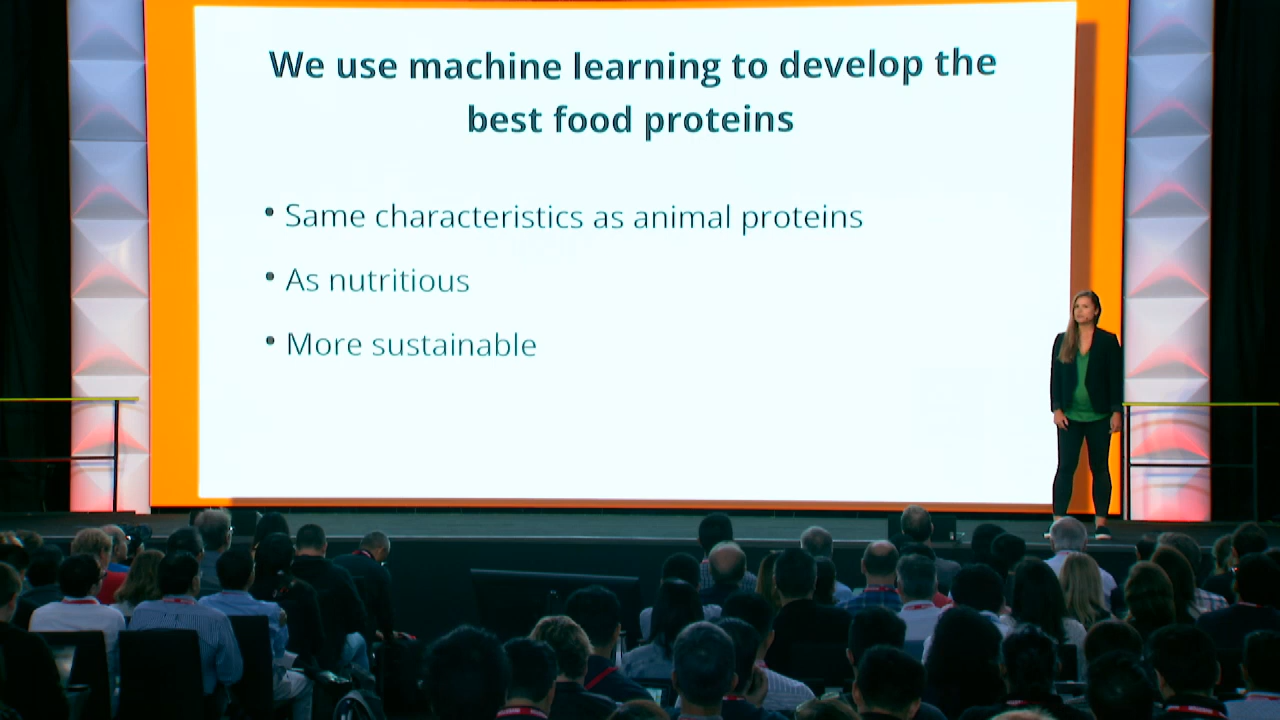 We use machine learning to develop the
best food proteins
• Same characteristics as animal proteins
• As nutritious
• More sustainable